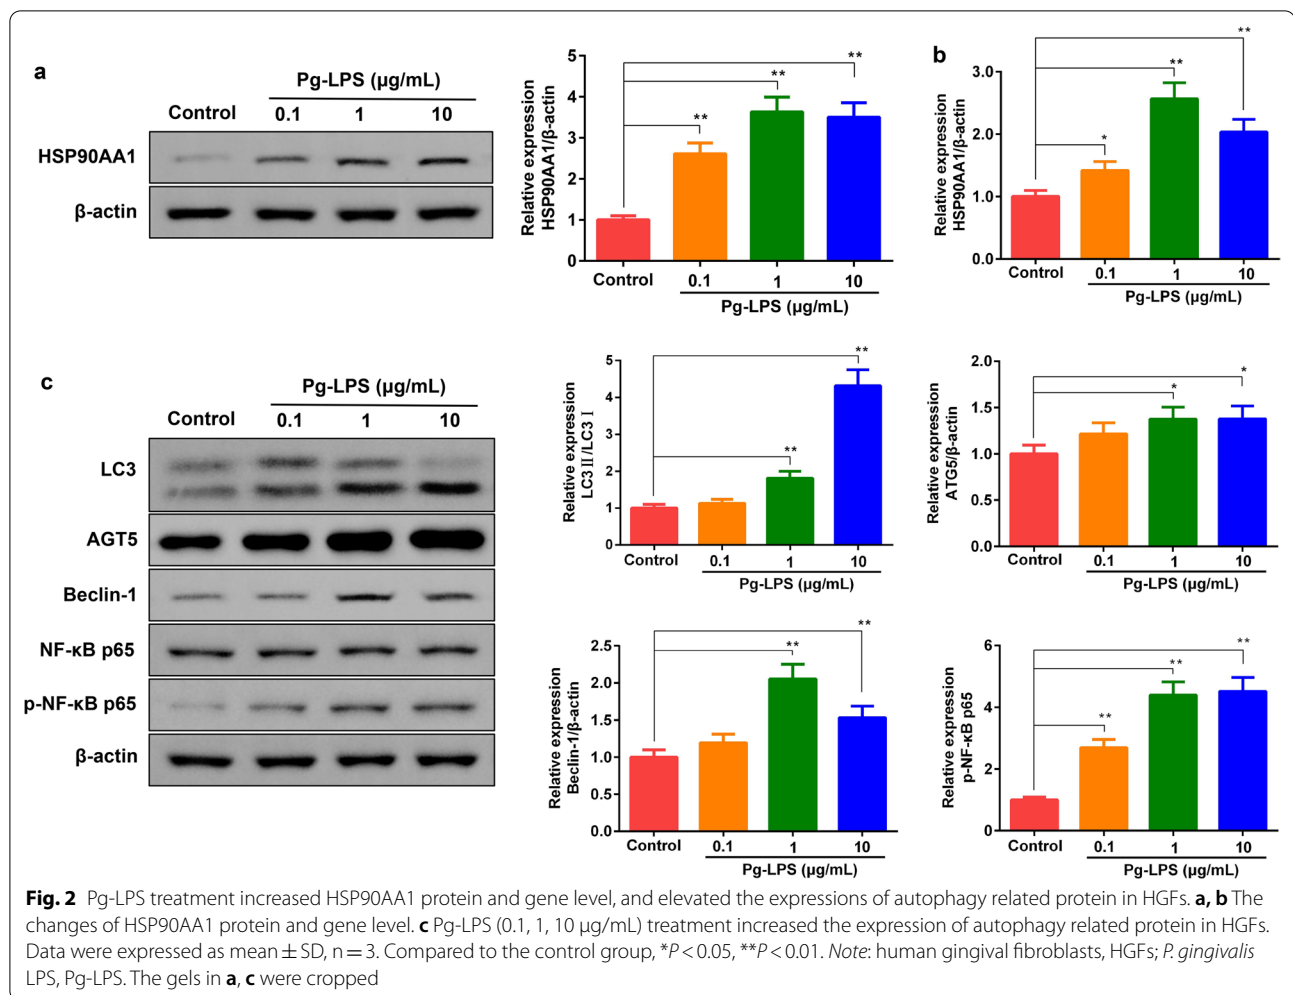 a
Pg-LPS (μg/mL)
Control 0.1 1 10
HSP90AA1
β-actin
Relative expression
HSP90AA1/β-actin
5
4
3
2
1
0
**
**
**
Control 0.1 1 10
Pg-LPS (μg/mL)
b
Relative expression
HSP90AA1/β-actin
3.0
2.0
1.0
0.0
*
**
**
Control 0.1 1 10
Pg-LPS (μg/mL)
c
Pg-LPS (μg/mL)
Control 0.1 1 10
LC3
AGT5
Beclin-1
NF-κB p65
p-NF-κB p65
β-actin
Relative expression
LC3Ⅱ/LC3Ⅰ
5
4
3
2
1
0
**
**
Control 0.1 1 10
Pg-LPS (μg/mL)
Relative expression
ATG5/β-actin
2.0
1.5
1.0
0.5
0.0
*
*
Control 0.1 1 10
Pg-LPS (μg/mL)
Relative expression
Beclin-1/β-actin
2.5
2.0
1.5
1.0
0.5
0.0
**
**
Control 0.1 1 10
Pg-LPS (μg/mL)
Relative expression
p-NF-κB p65
6
4
2
0
**
**
**
Control 0.1 1 10
Pg-LPS (μg/mL)
Fig. 2 Pg-LPS treatment increased HSP90AA1 protein and gene level, and elevated the expressions of autophagy related protein in HGFs. a, b The
changes of HSP90AA1 protein and gene level. c Pg-LPS (0.1, 1, 10 μg/mL) treatment increased the expression of autophagy related protein in HGFs.
Data were expressed as mean ± SD, n = 3. Compared to the control group, *P < 0.05, **P < 0.01. Note: human gingival fibroblasts, HGFs; P. gingivalis
LPS, Pg-LPS. The gels in a, c were cropped